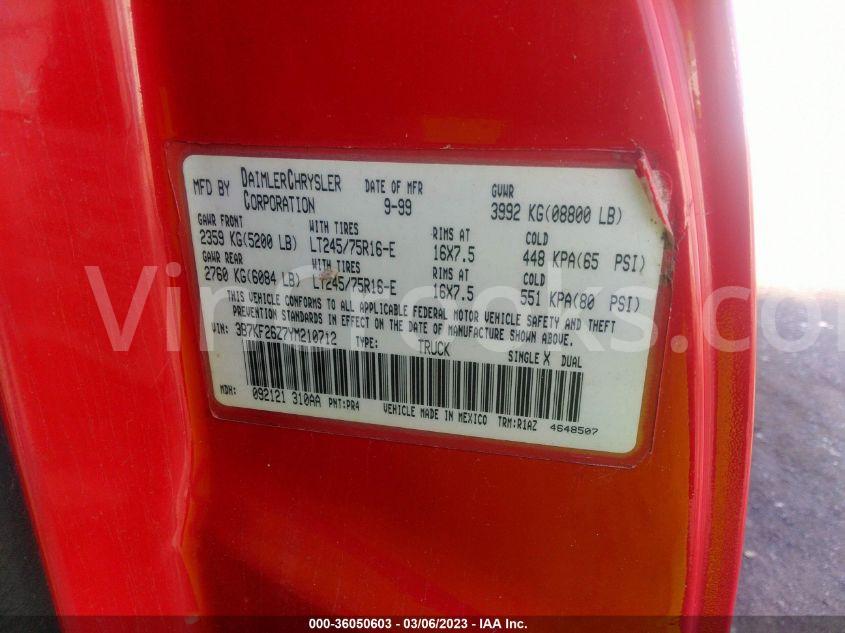 MFD BY DAIMLERCHRYSLER CORPORATION DATE OF MFR 9-99 GVWR 3992 KG(08800 LB)
GAWR FRONT WITH TIRES RIMS AT COLD
2359 KG(5200 LB) LT245/75R16-E 16X7.5 448 KPA(65 PSI)
GAWR REAR WITH TIRES RIMS AT COLD
2760 KG(6084 LB) LT245/75R16-E 16X7.5 551 KPA(80 PSI)
THIS VEHICLE CONFORMS TO ALL APPLICABLE FEDERAL MOTOR VEHICLE SAFETY AND THEFT
PREVENTION STANDARDS IN EFFECT ON THE DATE OF MANUFACTURE SHOWN ABOVE.
VIN: 3B7KF26Z7YM210712 TYPE: TRUCK SINGLE X DUAL
MDH: 092121 310AA PNT:PR4 VEHICLE MADE IN MEXICO TRM:R1AZ 4648507
000-36050603 - 03/06/2023 - IAA Inc.